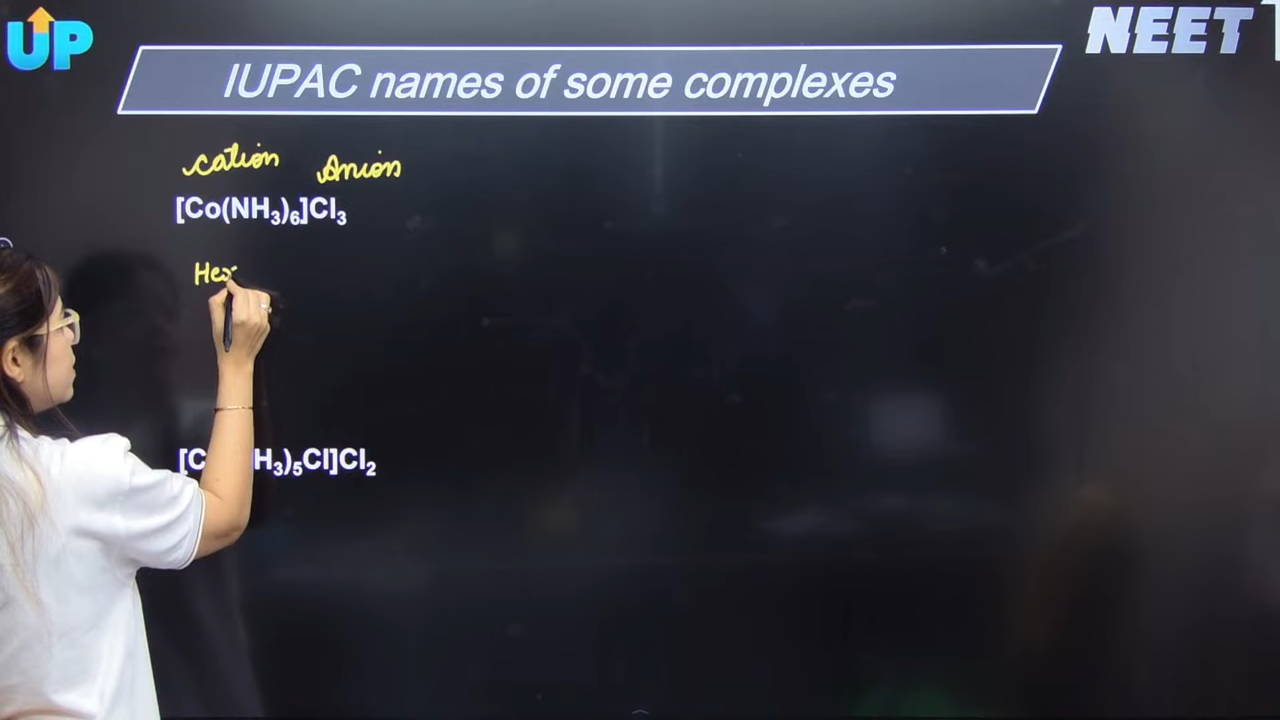 UP
NEET
IUPAC names of some complexes
cation Anion
[Co(NH₃)₆]Cl₃
Hex
[C H₃)₅Cl]Cl₂